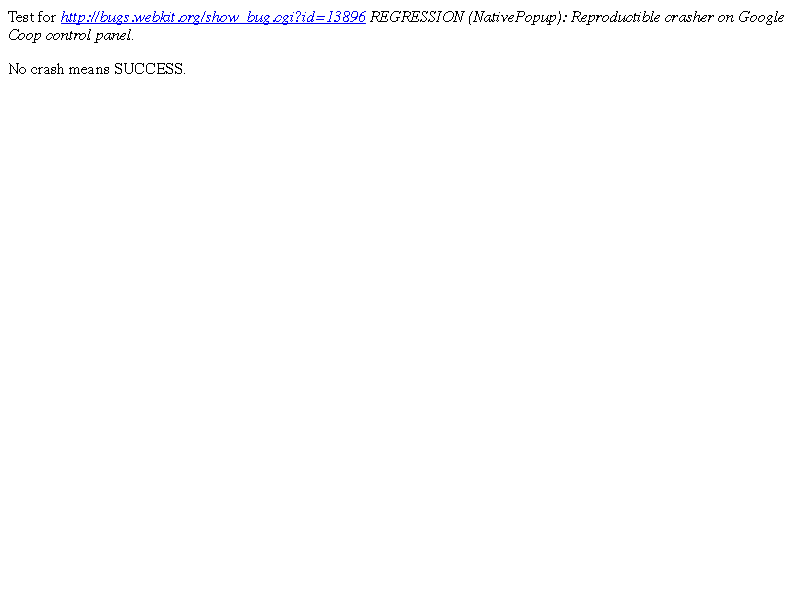 Test for http://bugs.webkit.org/show_bug.cgi?id=13896 REGRESSION (NativePopup): Reproductible crasher on Google
Coop control panel.
No crash means SUCCESS.